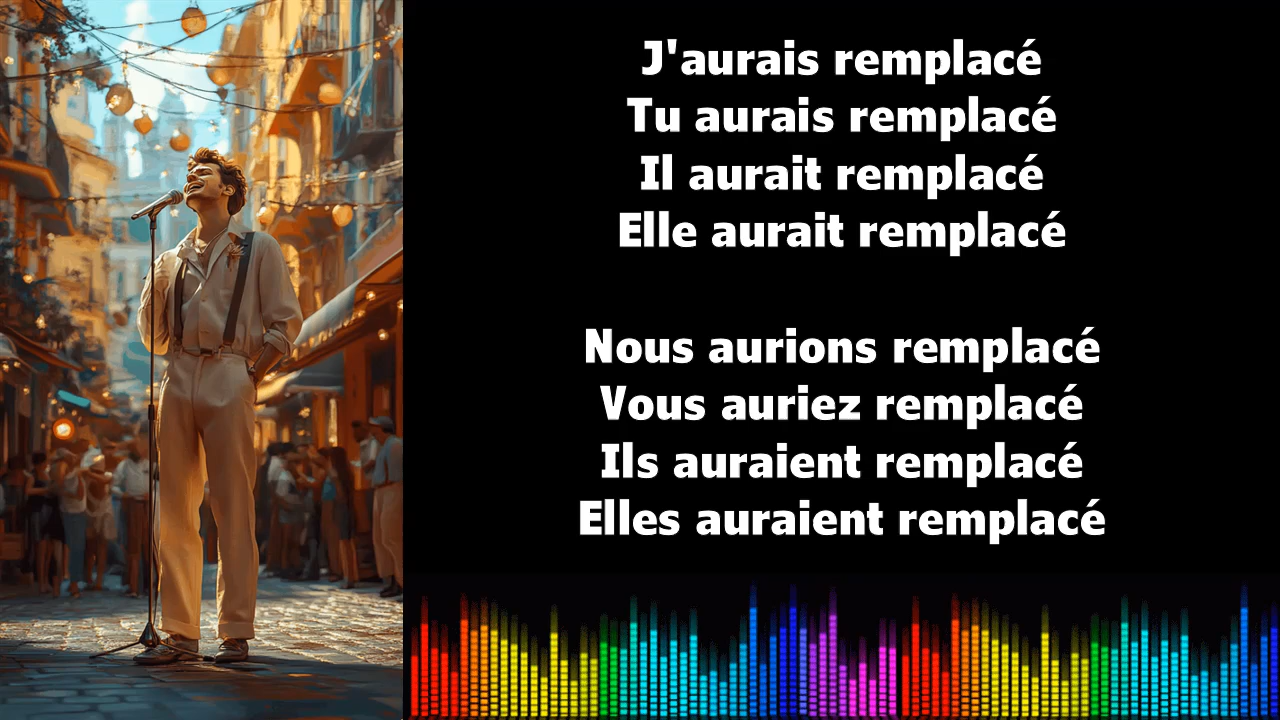 J'aurais remplacé
Tu aurais remplacé
Il aurait remplacé
Elle aurait remplacé
Nous aurions remplacé
Vous auriez remplacé
Ils auraient remplacé
Elles auraient remplacé